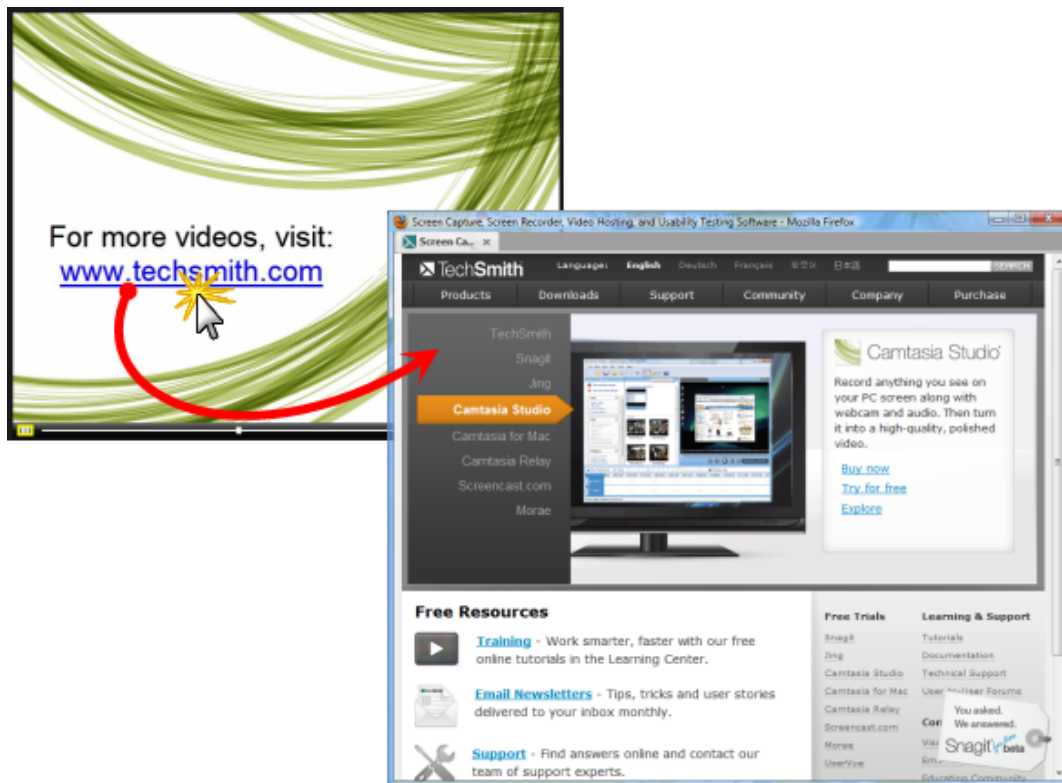 For more videos, visit:
www.techsmith.com
Screen Capture, Screen Recorder, Video Hosting, and Usability Testing Software - Mozilla Firefox
Screen Ca...
TechSmith
Language: English Deutsch Français 한국어 日本語 SEARCH
Products Downloads Support Community Company Purchase
TechSmith
Snagit
Jing
Camtasia Studio
Camtasia for Mac
Camtasia Relay
Screencast.com
Morae
Camtasia Studio
Record anything you see on
your PC screen along with
webcam and audio. Then turn
it into a high-quality, polished
video.
Buy now
Try for free
Explore
Free Resources
Training - Work smarter, faster with our free
online tutorials in the Learning Center.
Email Newsletters - Tips, tricks and user stories
delivered to your inbox monthly.
Support - Find answers online and contact our
team of support experts.
Free Trials
SnagIt
Jing
Camtasia Studio
Camtasia for Mac
Camtasia Relay
Screencast.com
Morae
UserVue
Learning & Support
Tutorials
Documentation
Technical Support
User-to-User Forums
Education Community
You asked.
We answered.
Snagit beta